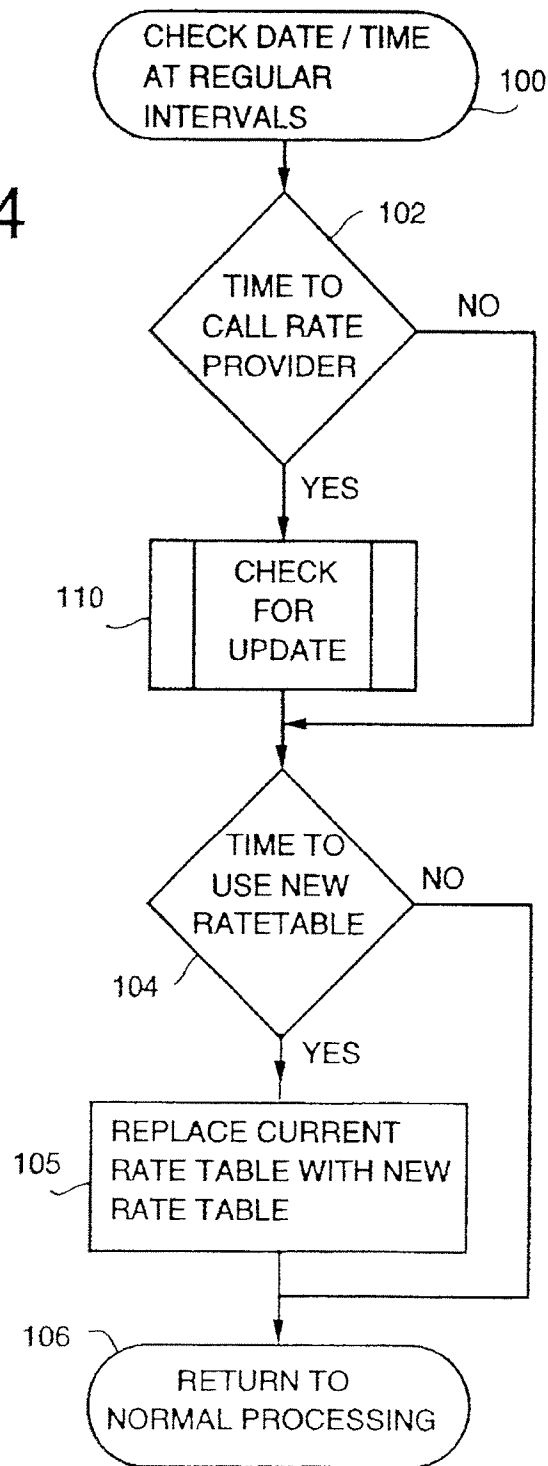 CHECK DATE / TIME
AT REGULAR
INTERVALS
100
4
102
TIME TO
CALL RATE
PROVIDER
NO
YES
110
CHECK
FOR
UPDATE
TIME TO
USE NEW
RATETABLE
NO
104
YES
105
REPLACE CURRENT
RATE TABLE WITH NEW
RATE TABLE
106
RETURN TO
NORMAL PROCESSING